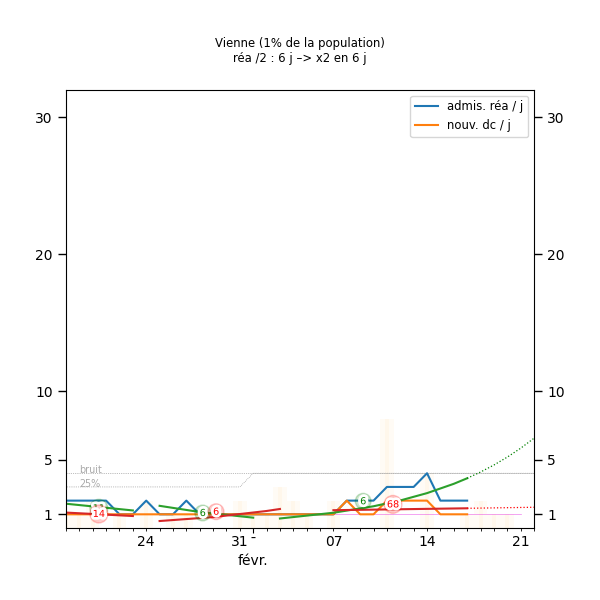 Vienne (1% de la population)
réa /2 : 6 j –> x2 en 6 j
admis. réa / j
nouv. dc / j
30 30
20 20
10 10
bruit
5 5
25%
14 6 6 6 68
1 1
24 31 07 14 21
févr.